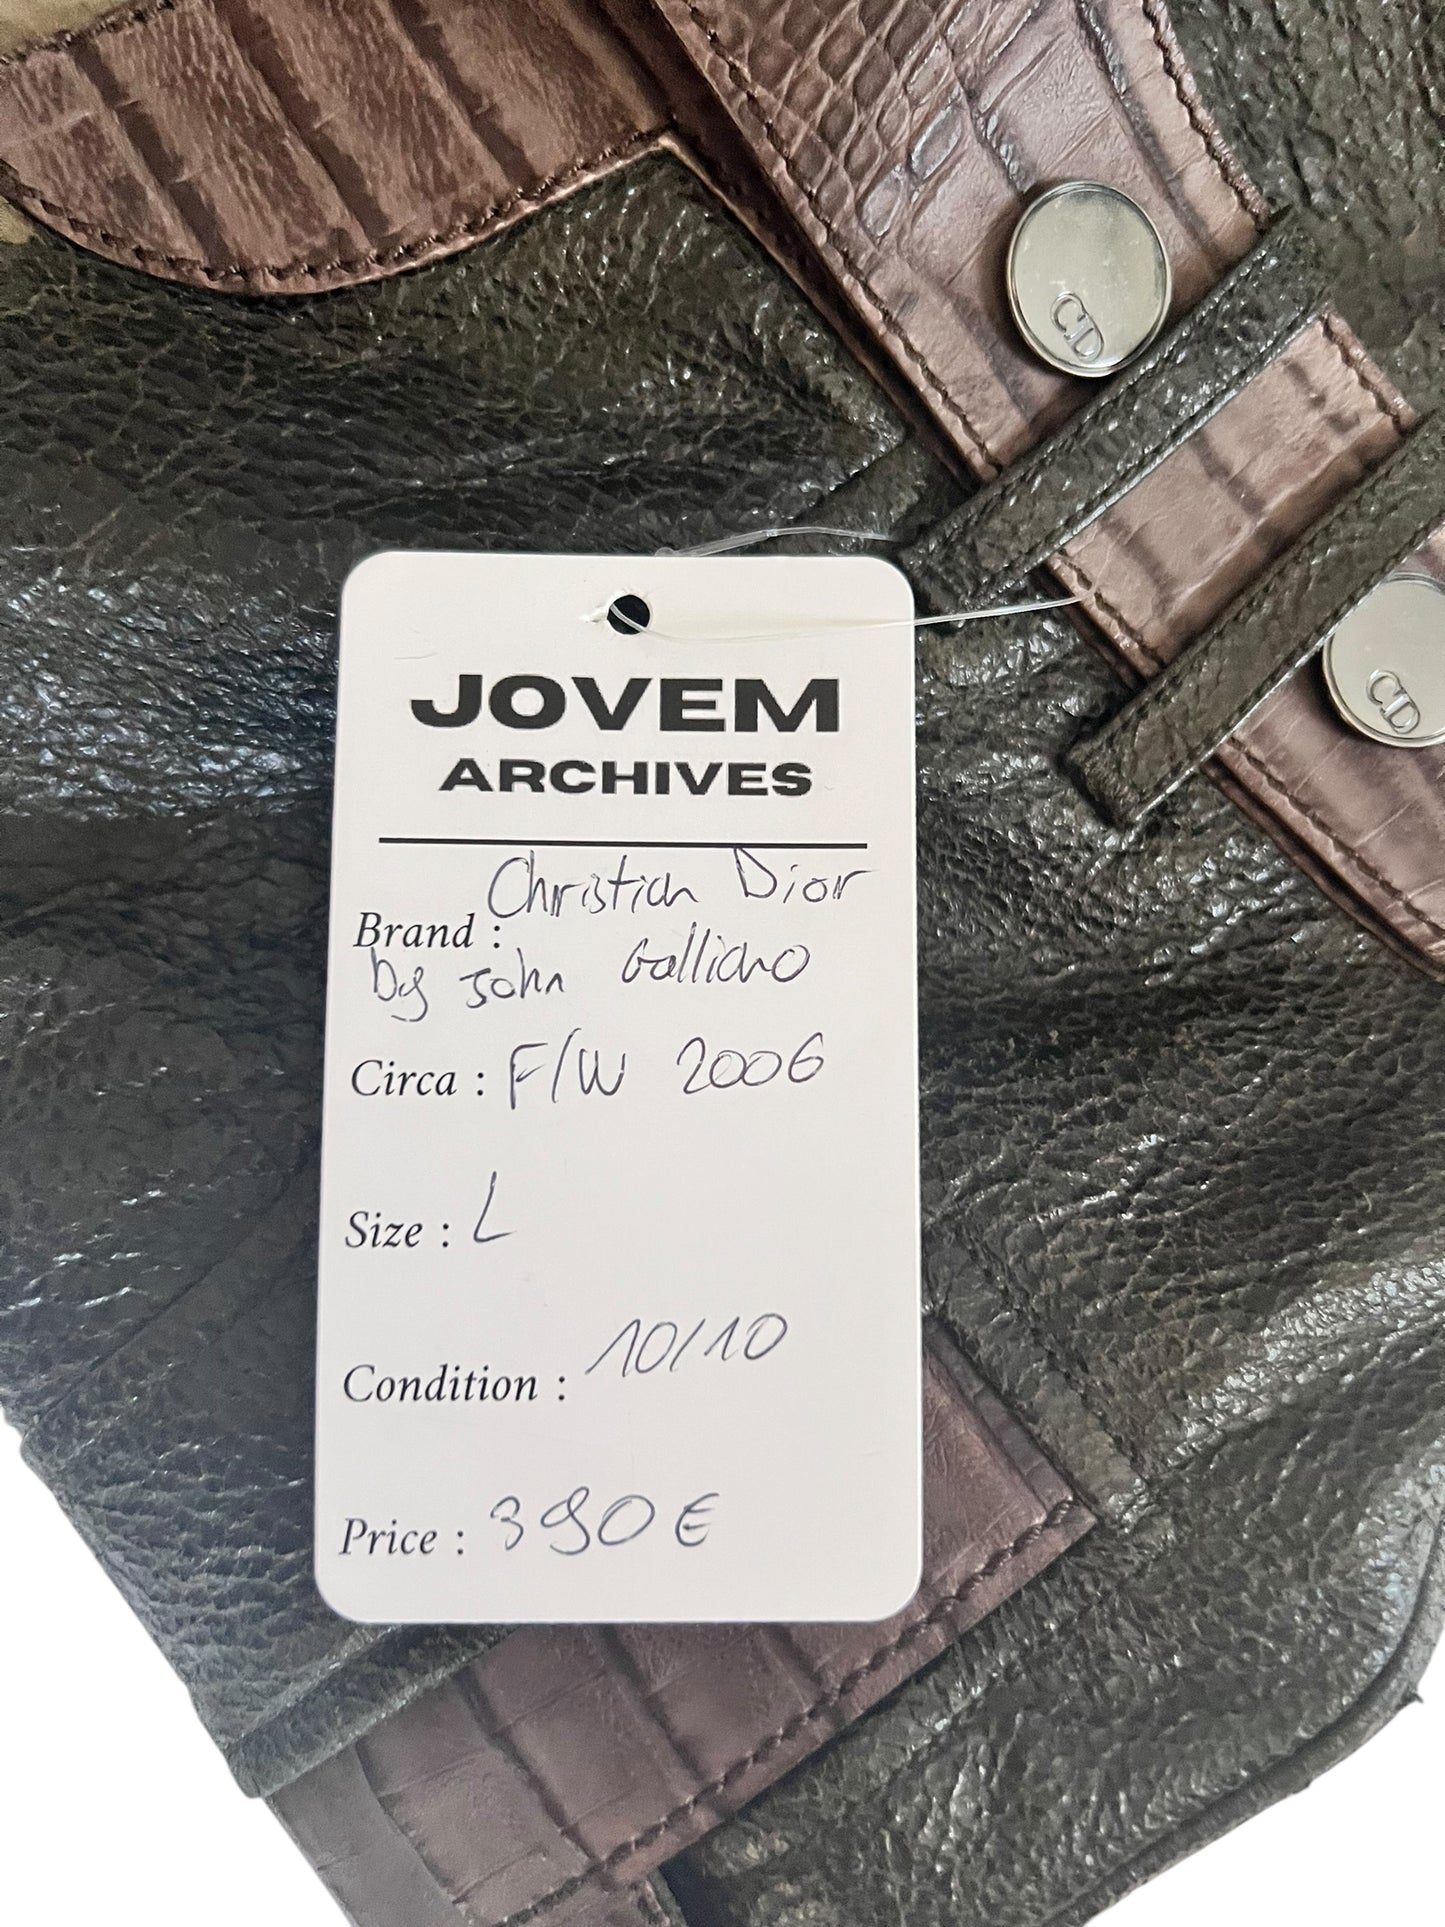 CD
CD
JOVEM
ARCHIVES
Brand : Christian Dior
by John Galliano
Circa : F/W 2006
Size : L
Condition : 10/10
Price : 390€